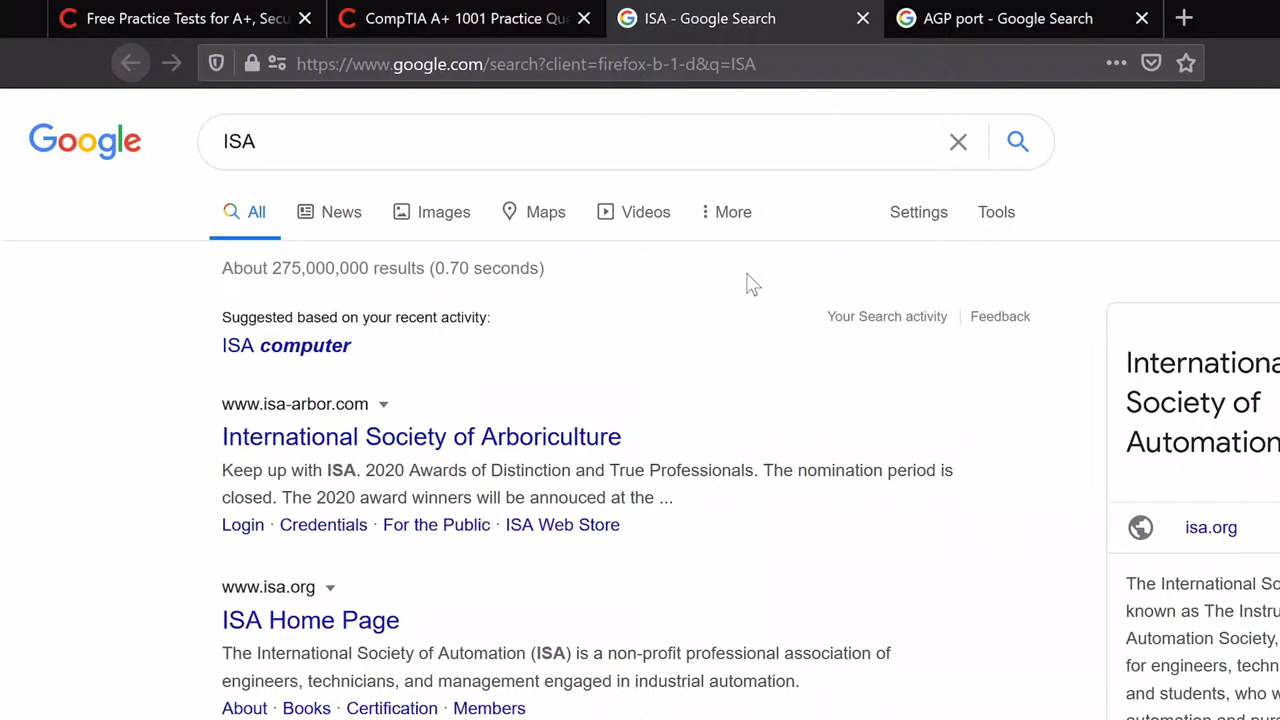 Free Practice Tests for A+, Secu
CompTIA A+ 1001 Practice Que
ISA - Google Search
AGP port - Google Search
https://www.google.com/search?client=firefox-b-1-d&q=ISA
Google
ISA
All
News
Images
Maps
Videos
More
Settings
Tools
About 275,000,000 results (0.70 seconds)
Suggested based on your recent activity:
Your Search activity
Feedback
ISA computer
www.isa-arbor.com
International Society of Arboriculture
Keep up with ISA. 2020 Awards of Distinction and True Professionals. The nomination period is
closed. The 2020 award winners will be annouced at the ...
Login · Credentials · For the Public · ISA Web Store
www.isa.org
ISA Home Page
The International Society of Automation (ISA) is a non-profit professional association of
engineers, technicians, and management engaged in industrial automation.
About · Books · Certification · Members
Internationa
Society of
Automation
isa.org
The International So
known as The Instru
Automation Society,
for engineers, techn
and students, who w